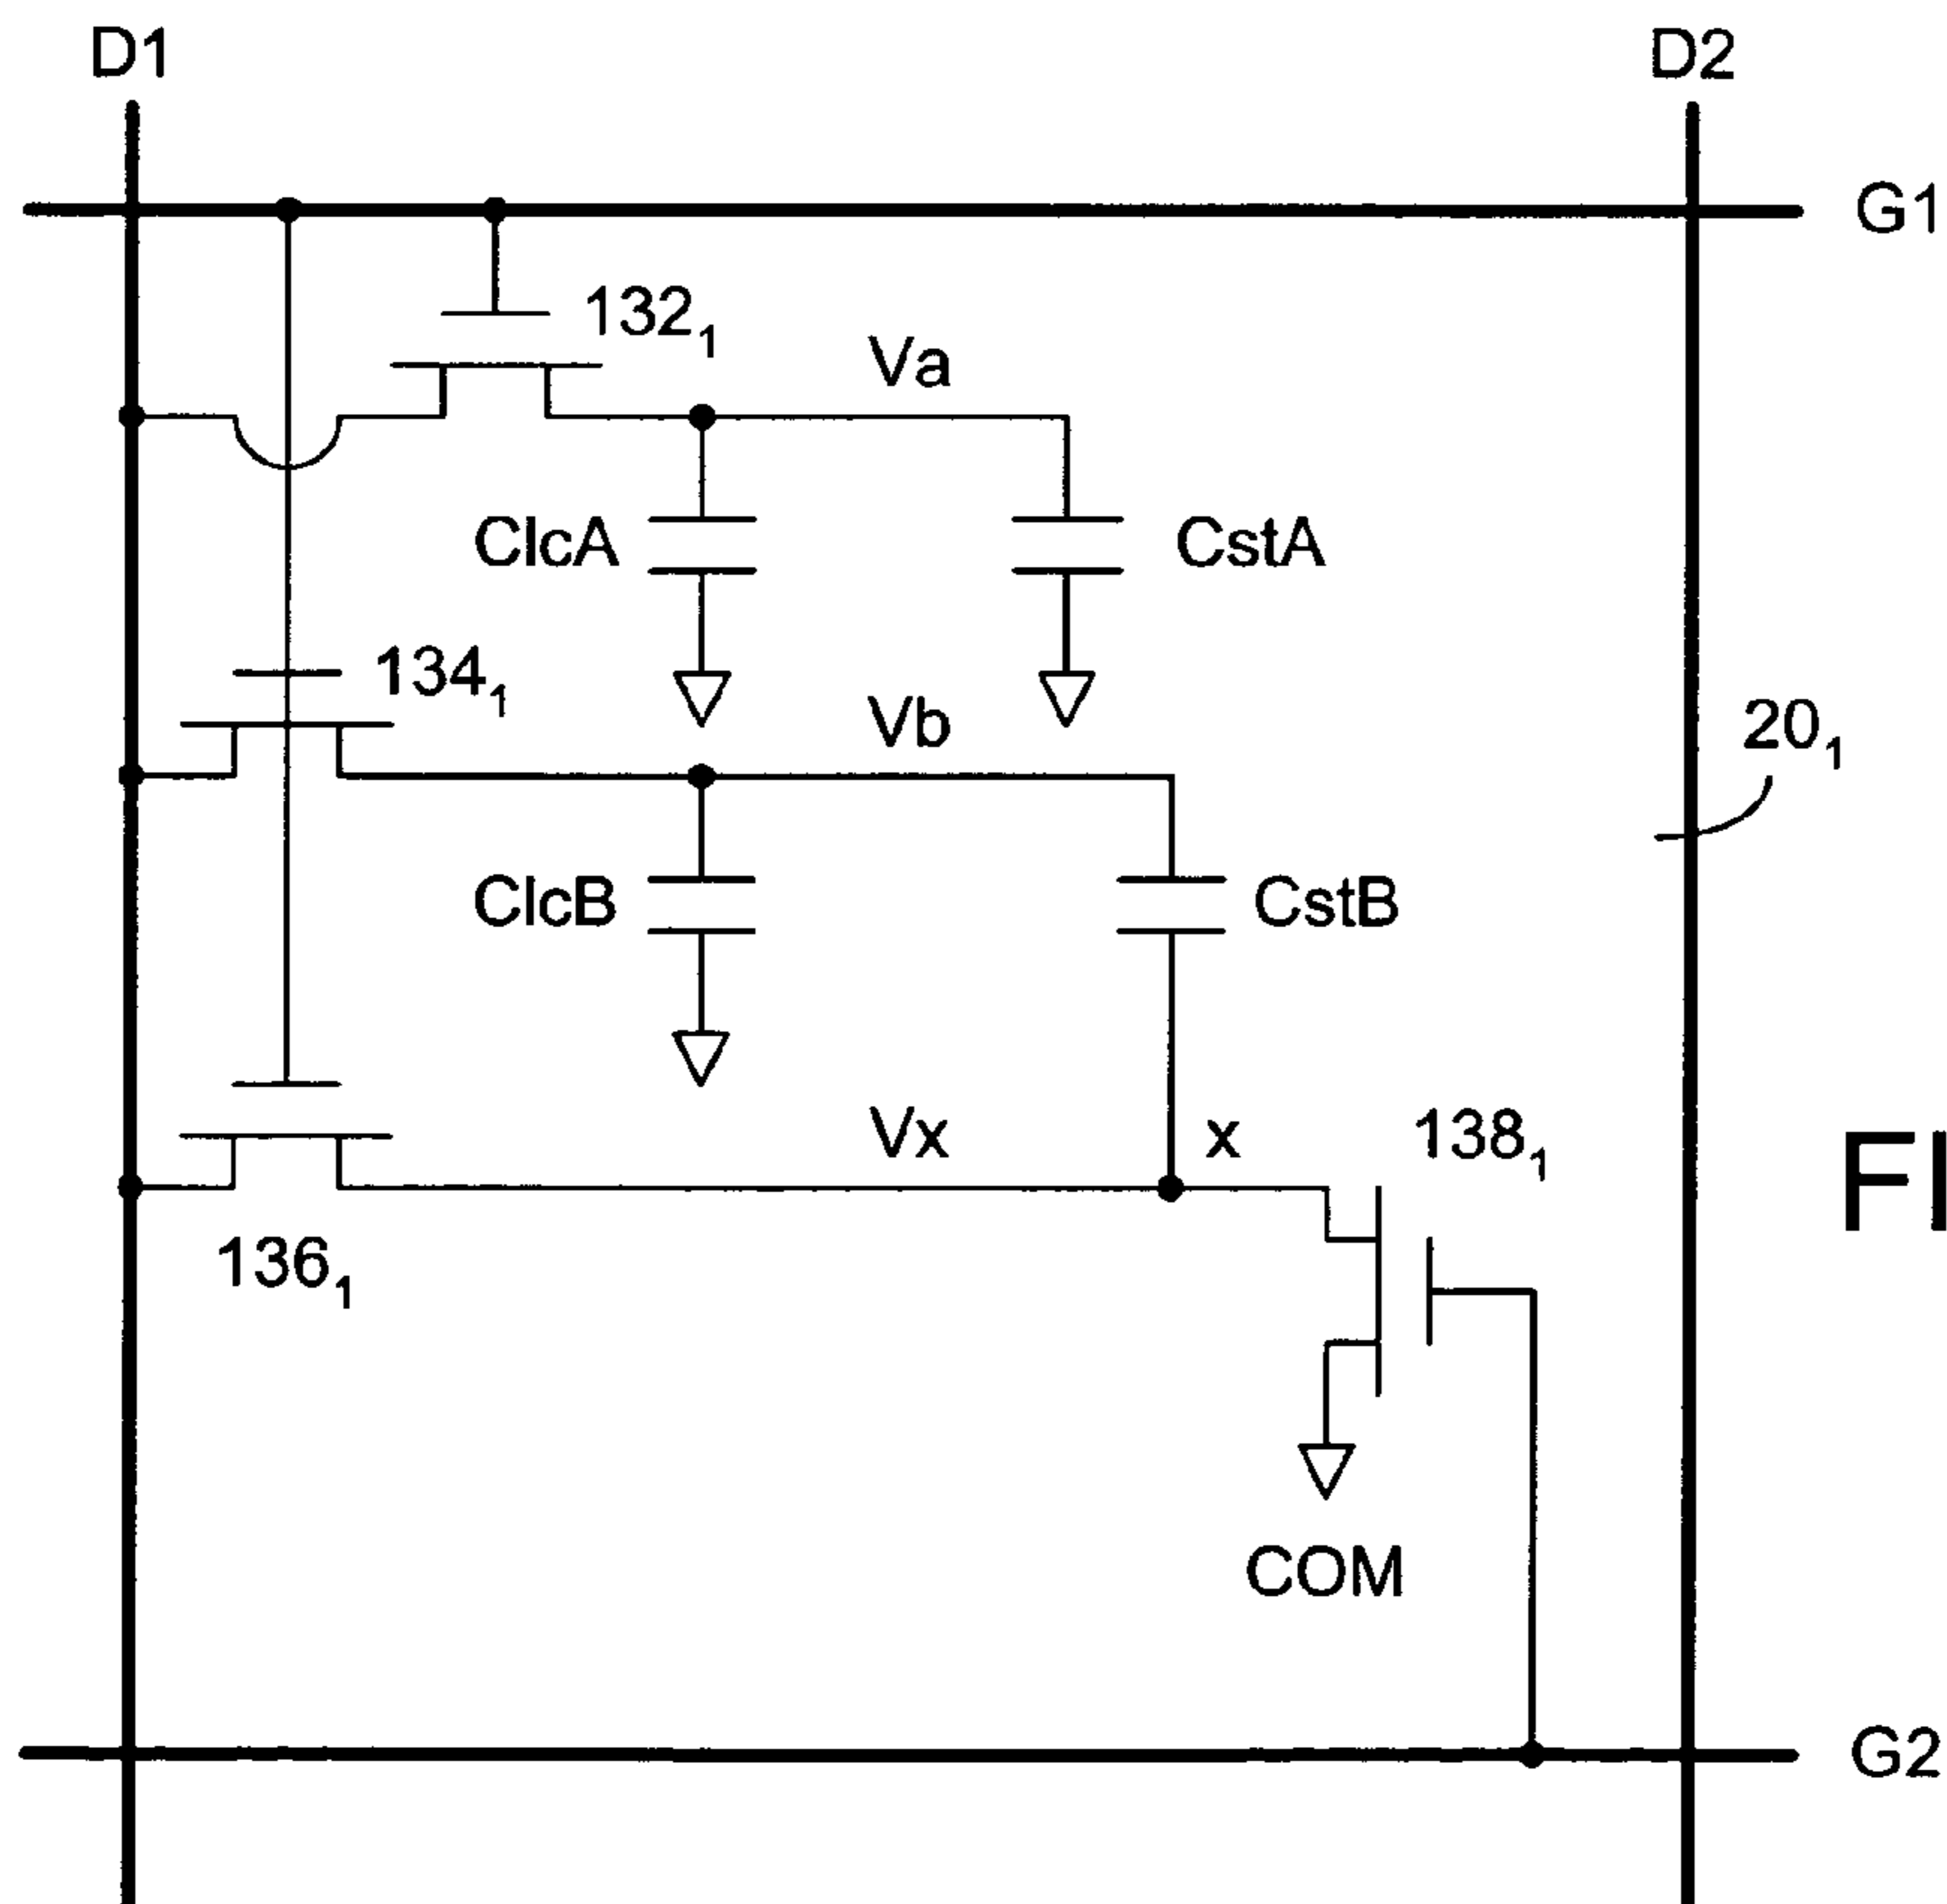 D1
D2
G1
132₁
Va
ClcA
CstA
134₁
Vb
20₁
ClcB
CstB
Vx
x
138₁
FI
136₁
COM
G2